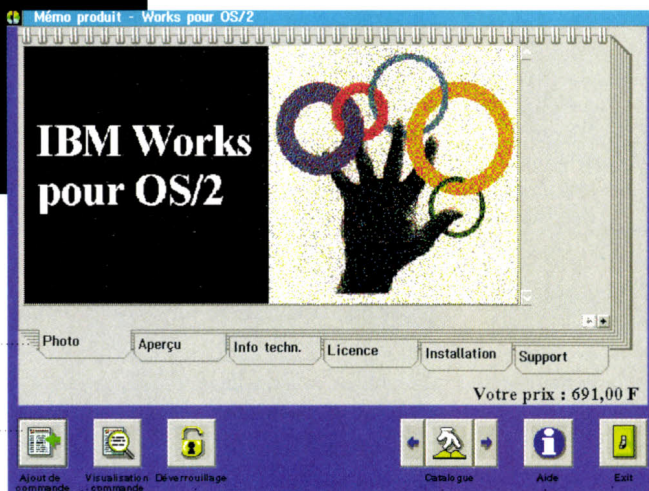 Mémo produit - Works pour OS/2
IBM Works
pour OS/2
Photo
Aperçu
Info techn.
Licence
Installation
Support
Votre prix : 691,00 F
Ajout de
commande
Visualisation
commande
Déverrouillage
Catalogue
Aide
Exit